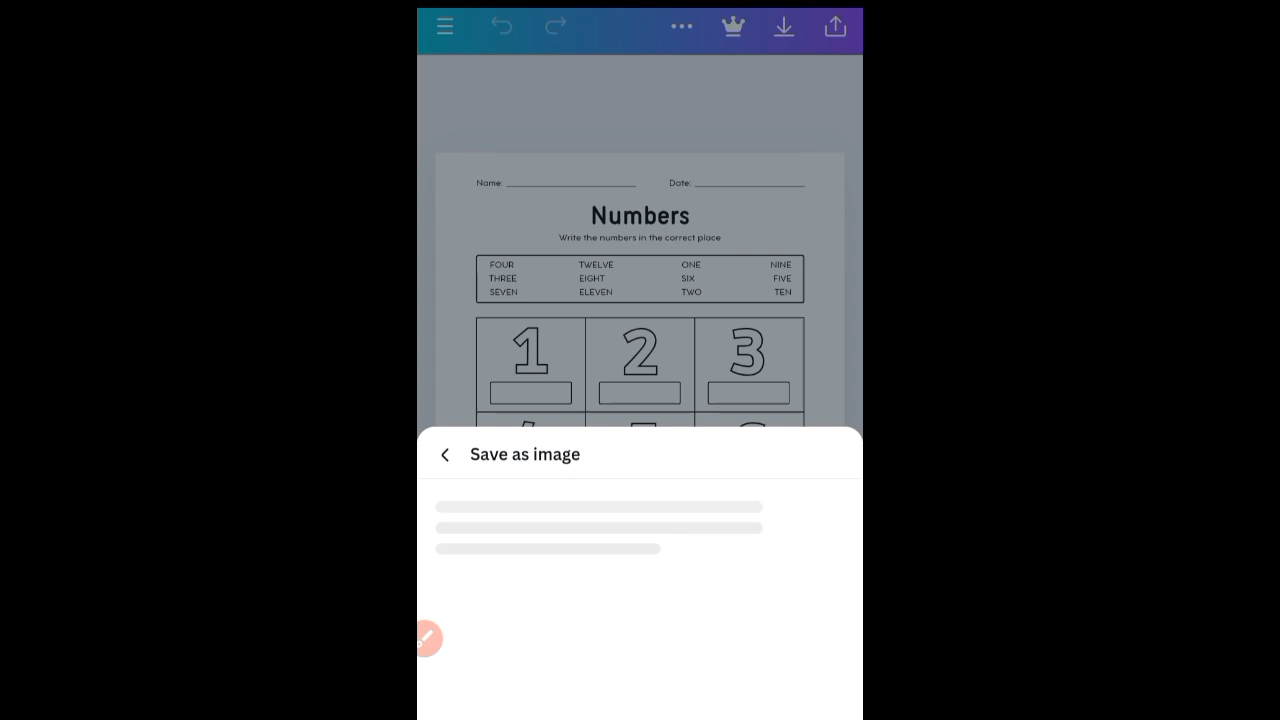 Name: Date:
Numbers
Write the numbers in the correct place
FOUR TWELVE ONE NINE
THREE EIGHT SIX FIVE
SEVEN ELEVEN TWO TEN
1 2 3
Save as image